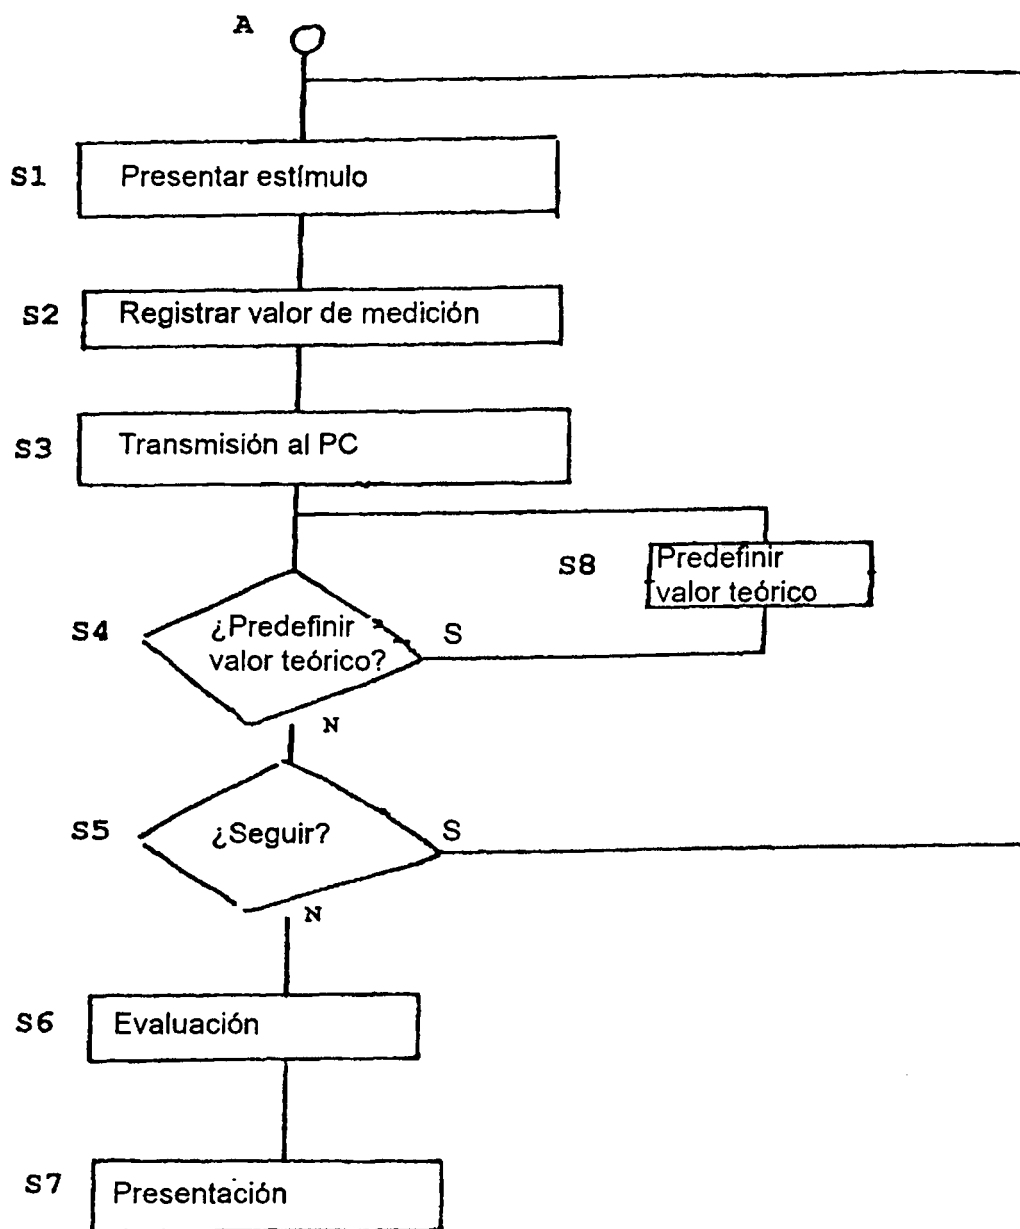 A
S1 Presentar estímulo
S2 Registrar valor de medición
S3 Transmisión al PC
S8 Predefinir
valor teórico
S4 ¿Predefinir
valor teórico?
S
N
S5 ¿Seguir?
S
N
S6 Evaluación
S7 Presentación